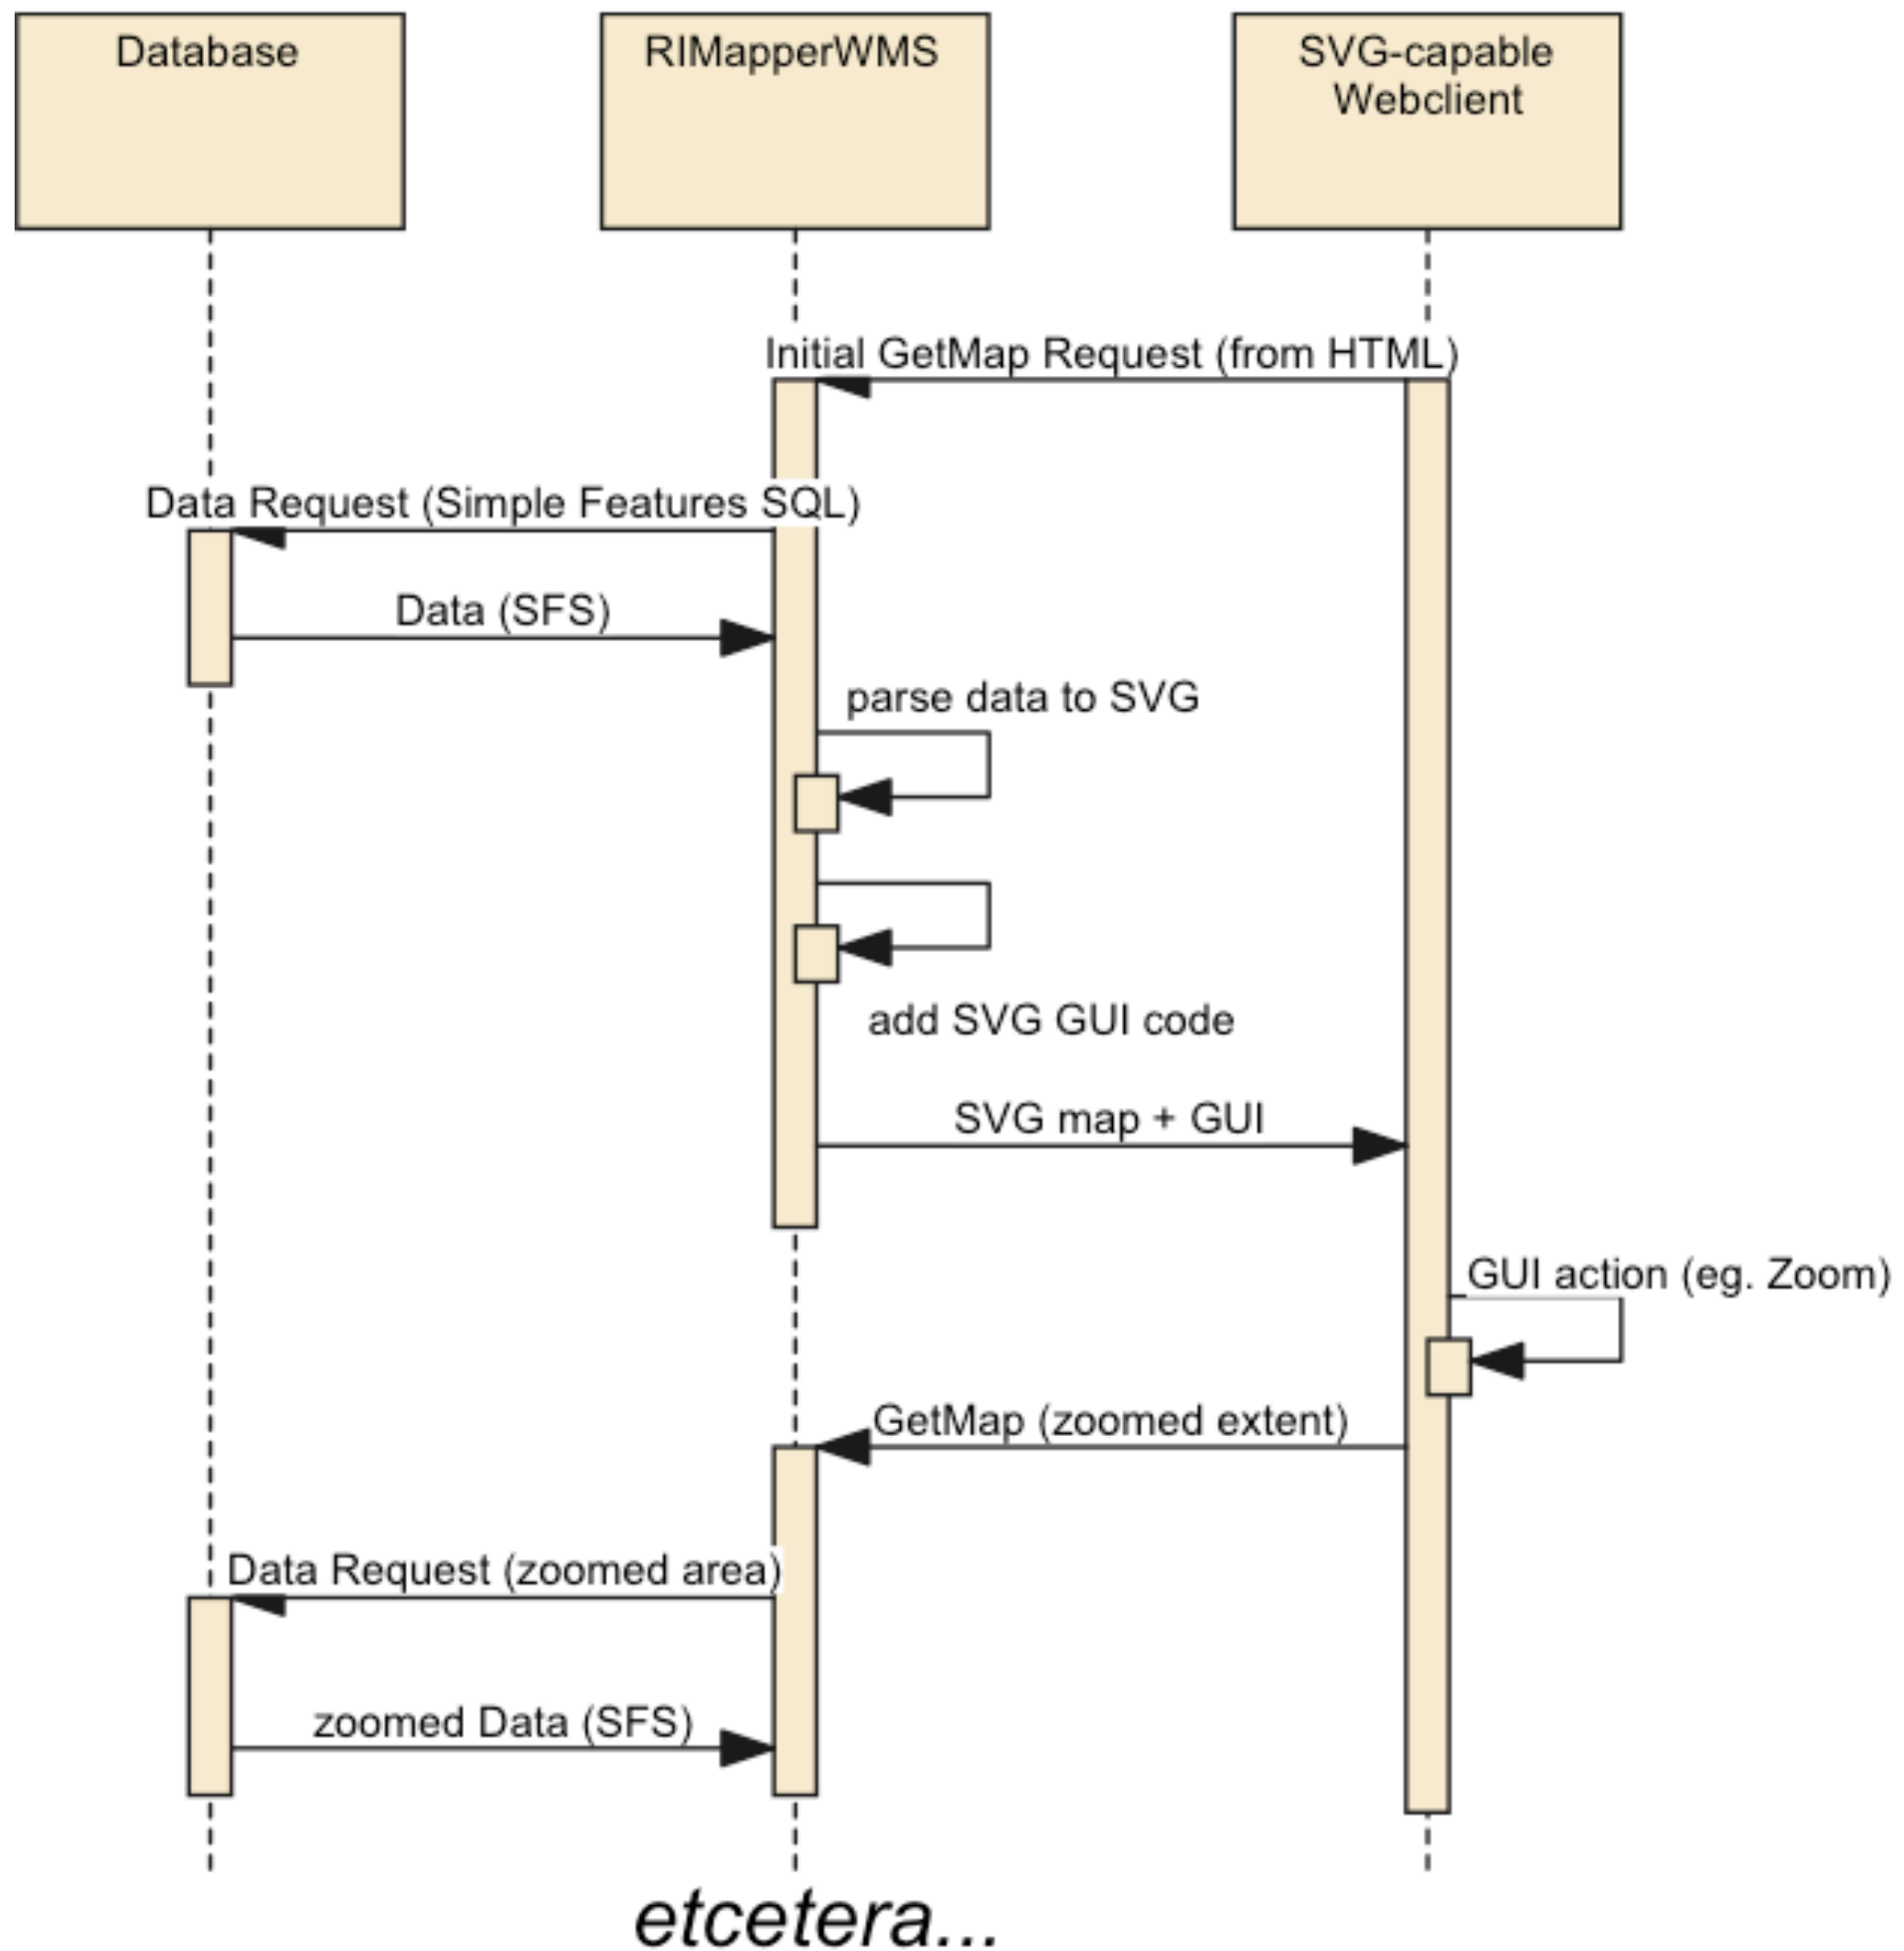 Database
RIMapperWMS
SVG-capable
Webclient
Initial GetMap Request (from HTML)
Data Request (Simple Features SQL)
Data (SFS)
parse data to SVG
add SVG GUI code
SVG map + GUI
GUI action (eg. Zoom)
GetMap (zoomed extent)
Data Request (zoomed area)
zoomed Data (SFS)
etcetera...